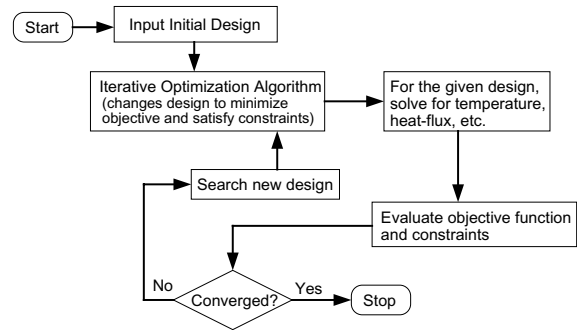 Start
Input Initial Design
Iterative Optimization Algorithm
(changes design to minimize
objective and satisfy constraints)
For the given design,
solve for temperature,
heat-flux, etc.
Search new design
Evaluate objective function
and constraints
No
Converged?
Yes
Stop